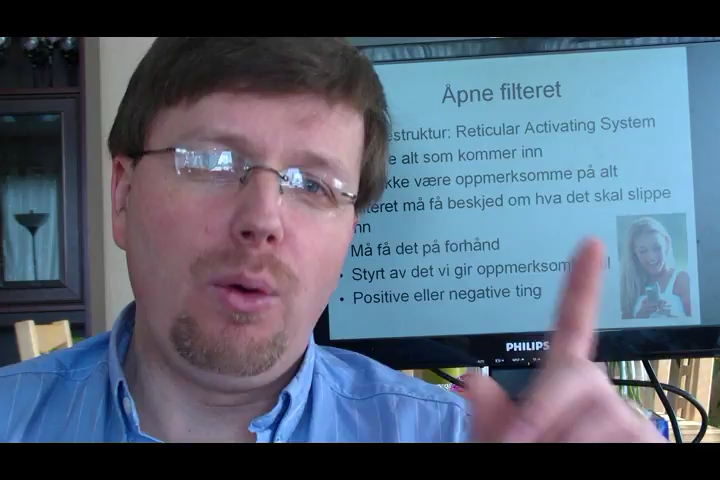 Åpne filteret
struktur: Reticular Activating System
e alt som kommer inn
kke være oppmerksomme på alt
teret må få beskjed om hva det skal slippe
nn
Må få det på forhånd
• Styrt av det vi gir oppmerksom
• Positive eller negative ting
PHILIPS